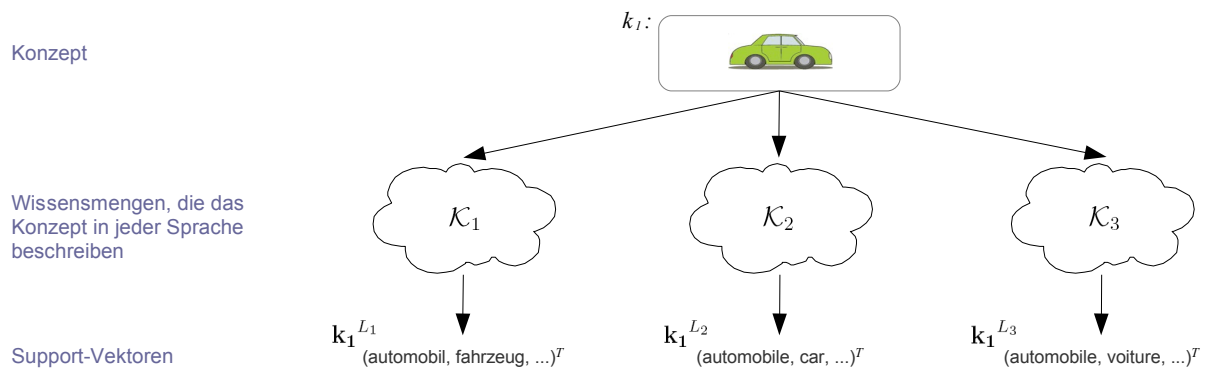 k₁:
Konzept
Wissensmengen, die das
Konzept in jeder Sprache
beschreiben
𝒦₁
𝒦₂
𝒦₃
Support-Vektoren
k₁^L₁
(automobil, fahrzeug, ...)^T
k₁^L₂
(automobile, car, ...)^T
k₁^L₃
(automobile, voiture, ...)^T